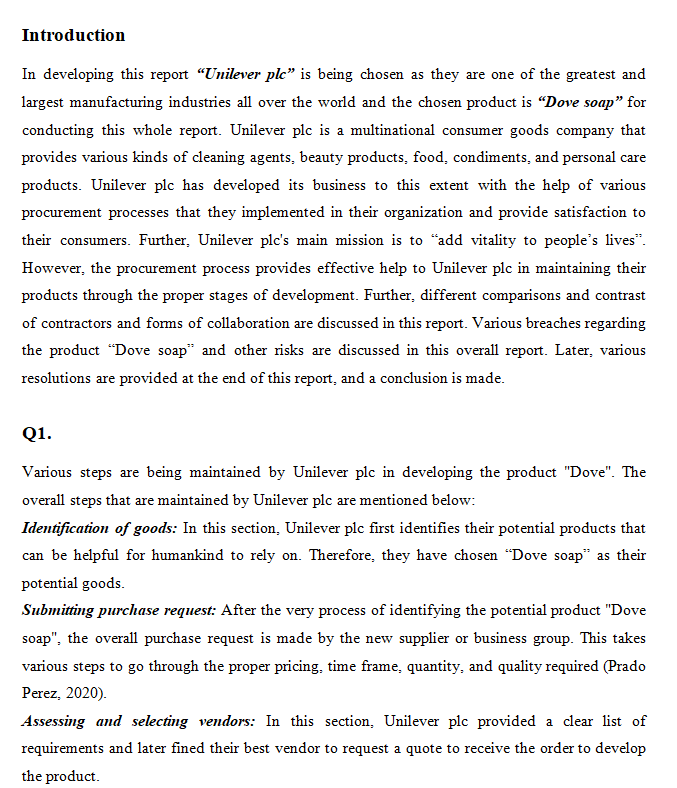 Introduction
In developing this report “Unilever plc” is being chosen as they are one of the greatest and
largest manufacturing industries all over the world and the chosen product is “Dove soap” for
conducting this whole report. Unilever plc is a multinational consumer goods company that
provides various kinds of cleaning agents, beauty products, food, condiments, and personal care
products. Unilever plc has developed its business to this extent with the help of various
procurement processes that they implemented in their organization and provide satisfaction to
their consumers. Further, Unilever plc's main mission is to “add vitality to people’s lives”.
However, the procurement process provides effective help to Unilever plc in maintaining their
products through the proper stages of development. Further, different comparisons and contrast
of contractors and forms of collaboration are discussed in this report. Various breaches regarding
the product “Dove soap” and other risks are discussed in this overall report. Later, various
resolutions are provided at the end of this report, and a conclusion is made.
Q1.
Various steps are being maintained by Unilever plc in developing the product "Dove". The
overall steps that are maintained by Unilever plc are mentioned below:
Identification of goods: In this section, Unilever plc first identifies their potential products that
can be helpful for humankind to rely on. Therefore, they have chosen “Dove soap” as their
potential goods.
Submitting purchase request: After the very process of identifying the potential product "Dove
soap", the overall purchase request is made by the new supplier or business group. This takes
various steps to go through the proper pricing, time frame, quantity, and quality required (Prado
Perez, 2020).
Assessing and selecting vendors: In this section, Unilever plc provided a clear list of
requirements and later fined their best vendor to request a quote to receive the order to develop
the product.